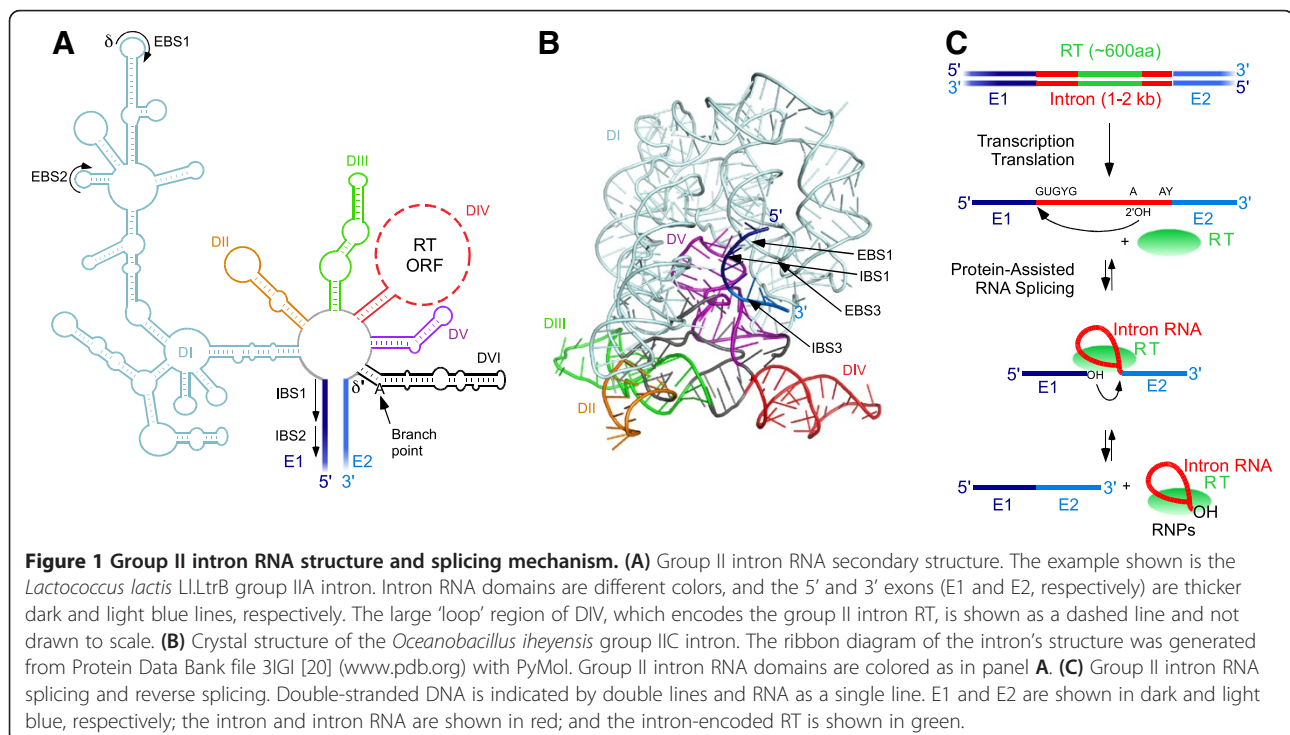 A
δ
EBS1
EBS2
DI
DII
DIII
DIV
RT
ORF
DV
DVI
δ'
A
IBS1
IBS2
E1
E2
5'
3'
Branch
point
B
DI
5'
DV
EBS1
IBS1
EBS3
3'
IBS3
DIII
DII
DIV
C
RT (~600aa)
5'
3'
3'
5'
E1
Intron (1-2 kb)
E2
Transcription
Translation
GUGYG
A
AY
5'
3'
E1
2'OH
E2
+
RT
Protein-Assisted
RNA Splicing
Intron RNA
RT
5'
3'
E1
OH
E2
Intron RNA
RT
5'
3'
+
E1
E2
OH
RNPs
Figure 1 Group II intron RNA structure and splicing mechanism. (A) Group II intron RNA secondary structure. The example shown is the
Lactococcus lactis Ll.LtrB group IIA intron. Intron RNA domains are different colors, and the 5′ and 3′ exons (E1 and E2, respectively) are thicker
dark and light blue lines, respectively. The large ‘loop’ region of DIV, which encodes the group II intron RT, is shown as a dashed line and not
drawn to scale. (B) Crystal structure of the Oceanobacillus iheyensis group IIC intron. The ribbon diagram of the intron’s structure was generated
from Protein Data Bank file 3IGI [20] (www.pdb.org) with PyMol. Group II intron RNA domains are colored as in panel A. (C) Group II intron RNA
splicing and reverse splicing. Double-stranded DNA is indicated by double lines and RNA as a single line. E1 and E2 are shown in dark and light
blue, respectively; the intron and intron RNA are shown in red; and the intron-encoded RT is shown in green.